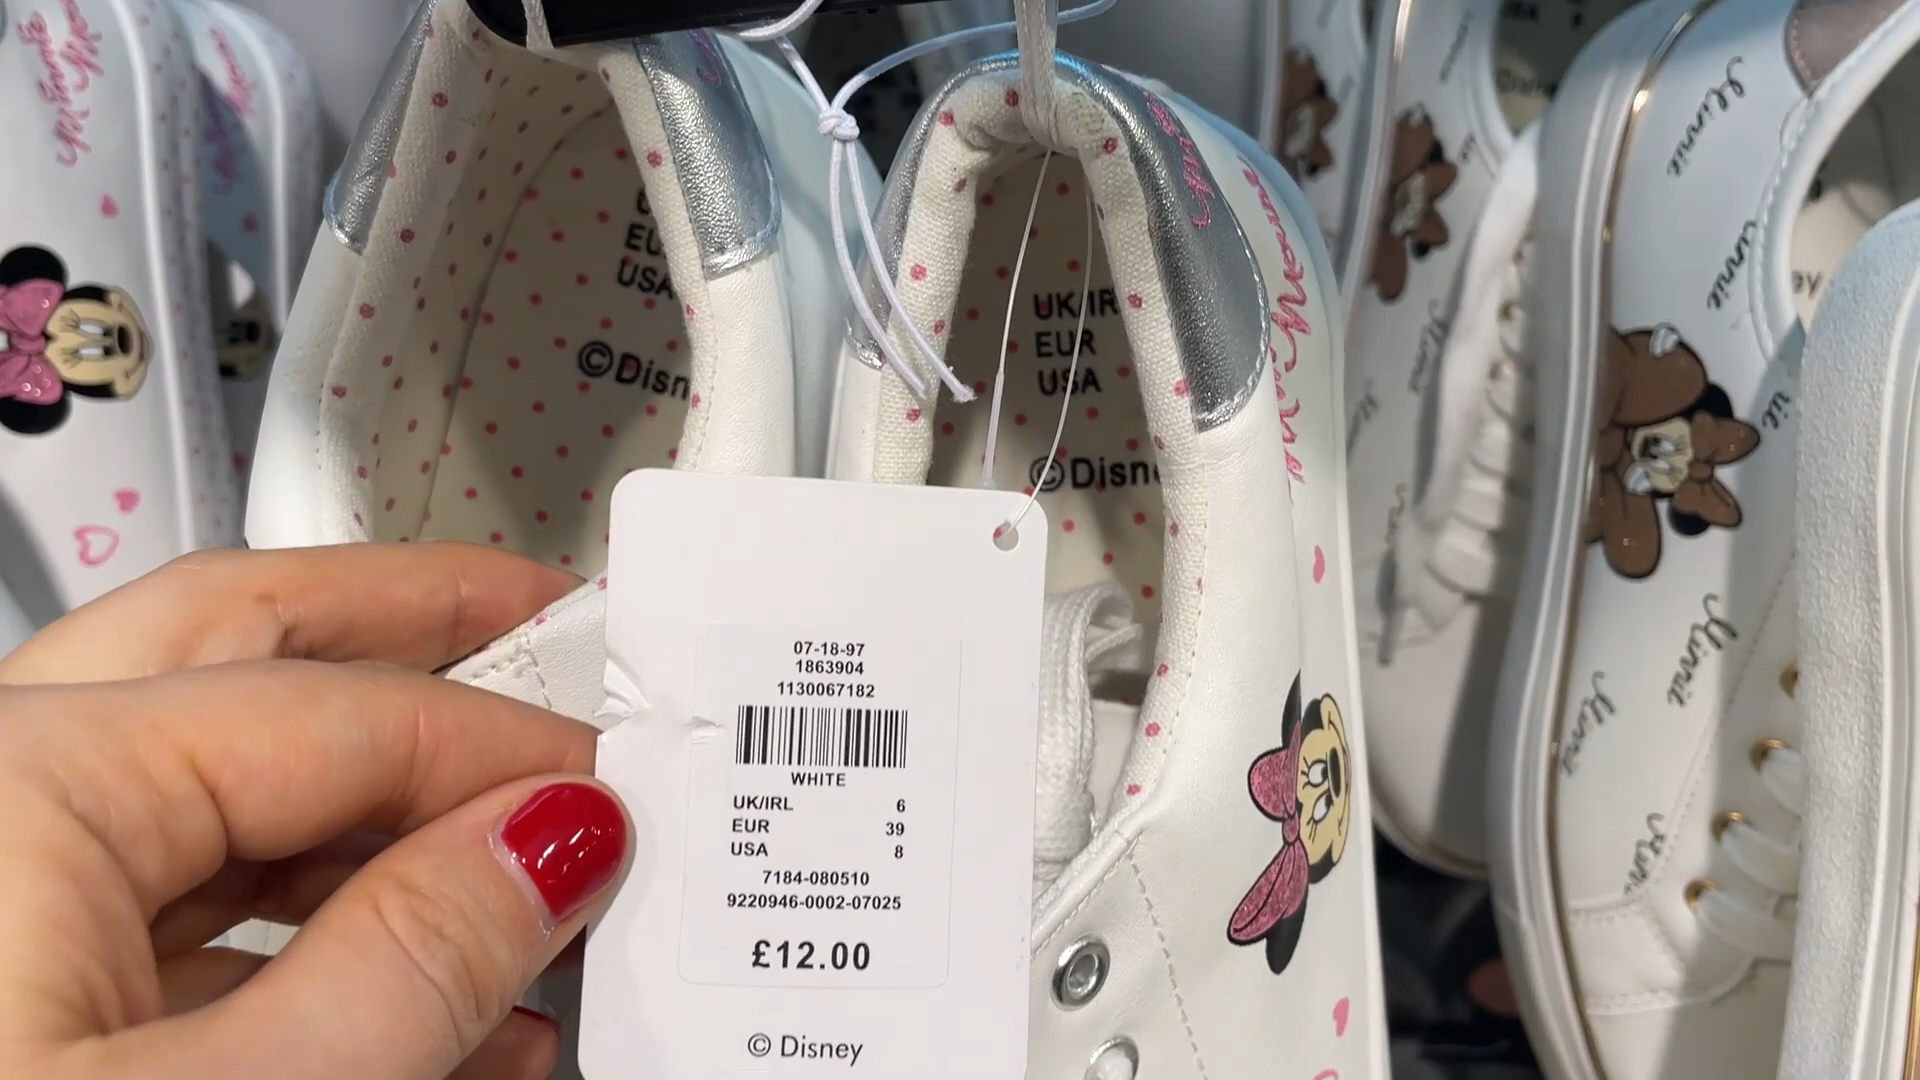 EUR
USA
©Disn
UK/IR
EUR
USA
©Disne
Minnie
Minnie
Minnie
07-18-97
1863904
1130067182
WHITE
UK/IRL 6
EUR 39
USA 8
7184-080510
9220946-0002-07025
£12.00
© Disney